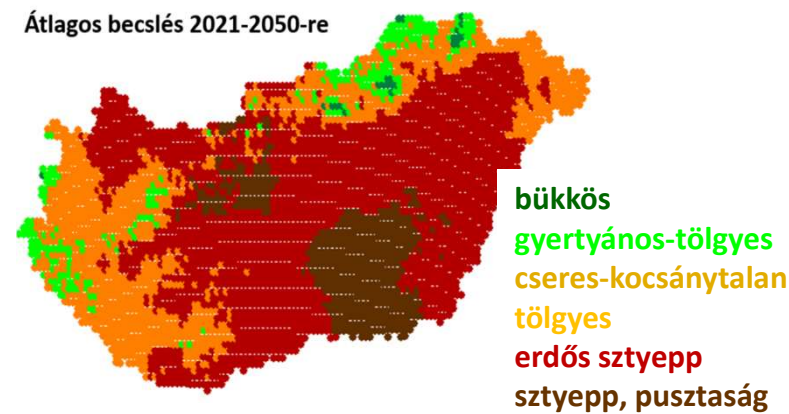 Átlagos becslés 2021-2050-re
bükkös
gyertyános-tölgyes
cseres-kocsánytalan
tölgyes
erdős sztyepp
sztyepp, pusztaság